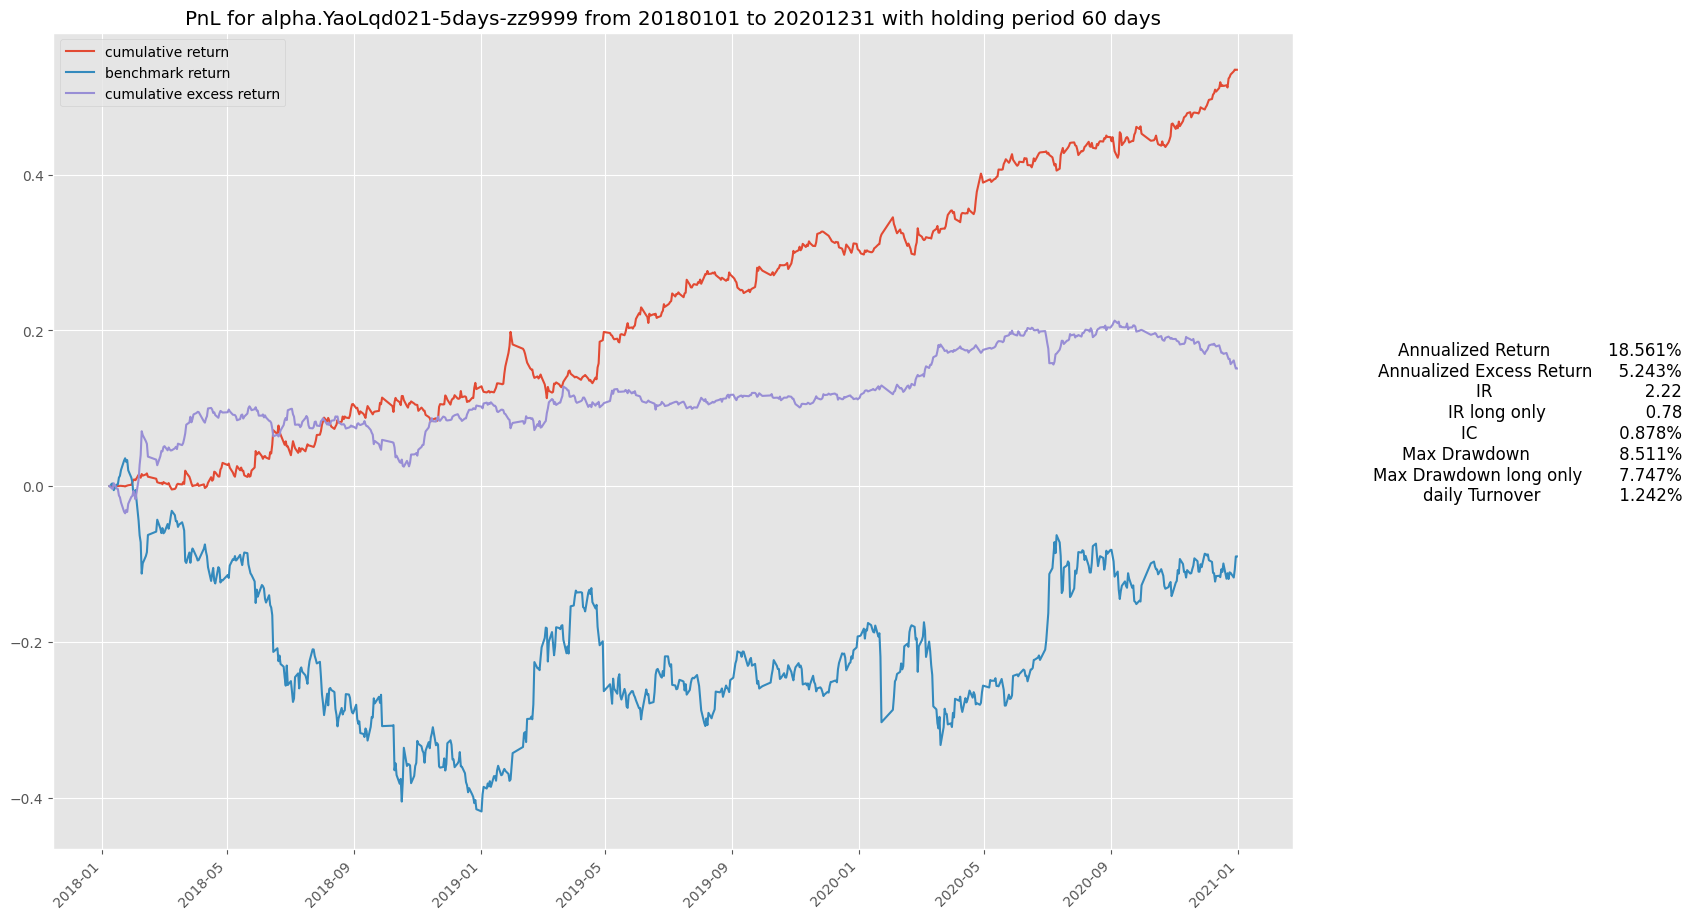 PnL for alpha.YaoLqd021-5days-zz9999 from 20180101 to 20201231 with holding period 60 days
cumulative return
benchmark return
cumulative excess return
0.4
0.2
0.0
−0.2
−0.4
2018-01
2018-05
2018-09
2019-01
2019-05
2019-09
2020-01
2020-05
2020-09
2021-01
Annualized Return 18.561%
Annualized Excess Return 5.243%
IR 2.22
IR long only 0.78
IC 0.878%
Max Drawdown 8.511%
Max Drawdown long only 7.747%
daily Turnover 1.242%